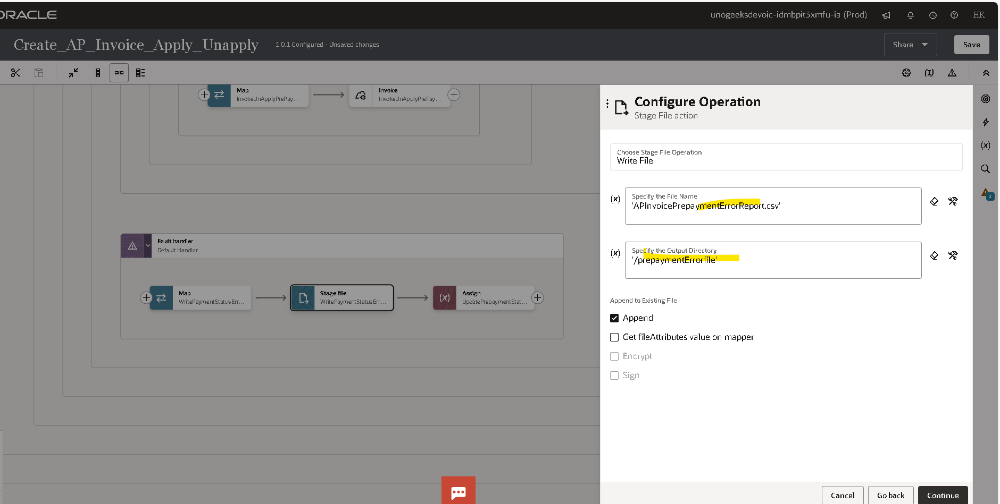 ORACLE
unogeeksdevoic-idmbpit3xmfu-ia (Prod)
HK
Create_AP_Invoice_Apply_Unapply
1.0.1 Configured - Unsaved changes
Share
Save
Map
InvokeUnApplyPrePay...
Invoke
InvokeUnApplyPrePay...
Fault handler
Default Handler
Map
WritePaymentStatusErr...
Stage file
WritePaymentStatusErr...
Assign
UpdatePrepaymentStat...
Configure Operation
Stage File action
Choose Stage File Operation
Write File
(x)
Specify the File Name
'APInvoicePrepaymentErrorReport.csv'
(x)
Specify the Output Directory
'/prepaymentErrorfile'
Append to Existing File
Append
Get fileAttributes value on mapper
Encrypt
Sign
(x)
2
Cancel
Go back
Continue